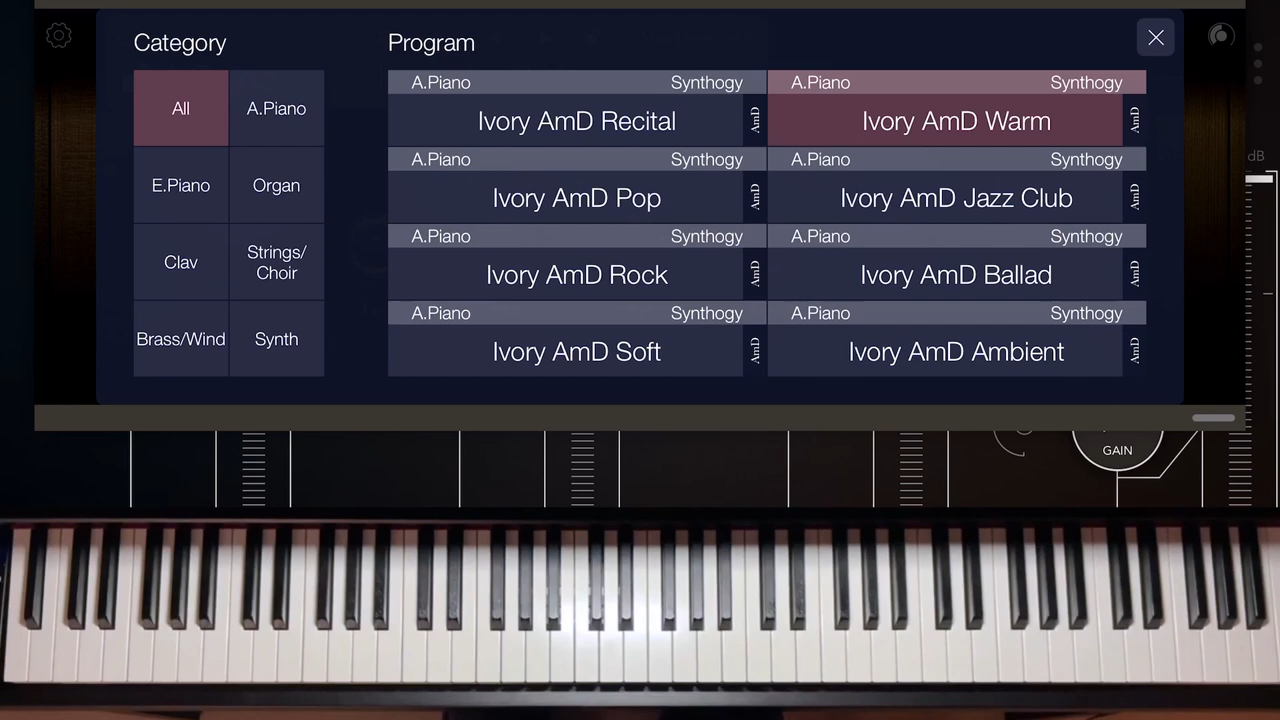 Category
All
A.Piano
E.Piano
Organ
Clav
Strings/
Choir
Brass/Wind
Synth
Program
A.Piano Synthogy
Ivory AmD Recital
AmD
A.Piano Synthogy
Ivory AmD Warm
AmD
A.Piano Synthogy
Ivory AmD Pop
AmD
A.Piano Synthogy
Ivory AmD Jazz Club
AmD
A.Piano Synthogy
Ivory AmD Rock
AmD
A.Piano Synthogy
Ivory AmD Ballad
AmD
A.Piano Synthogy
Ivory AmD Soft
AmD
A.Piano Synthogy
Ivory AmD Ambient
AmD
dB
GAIN